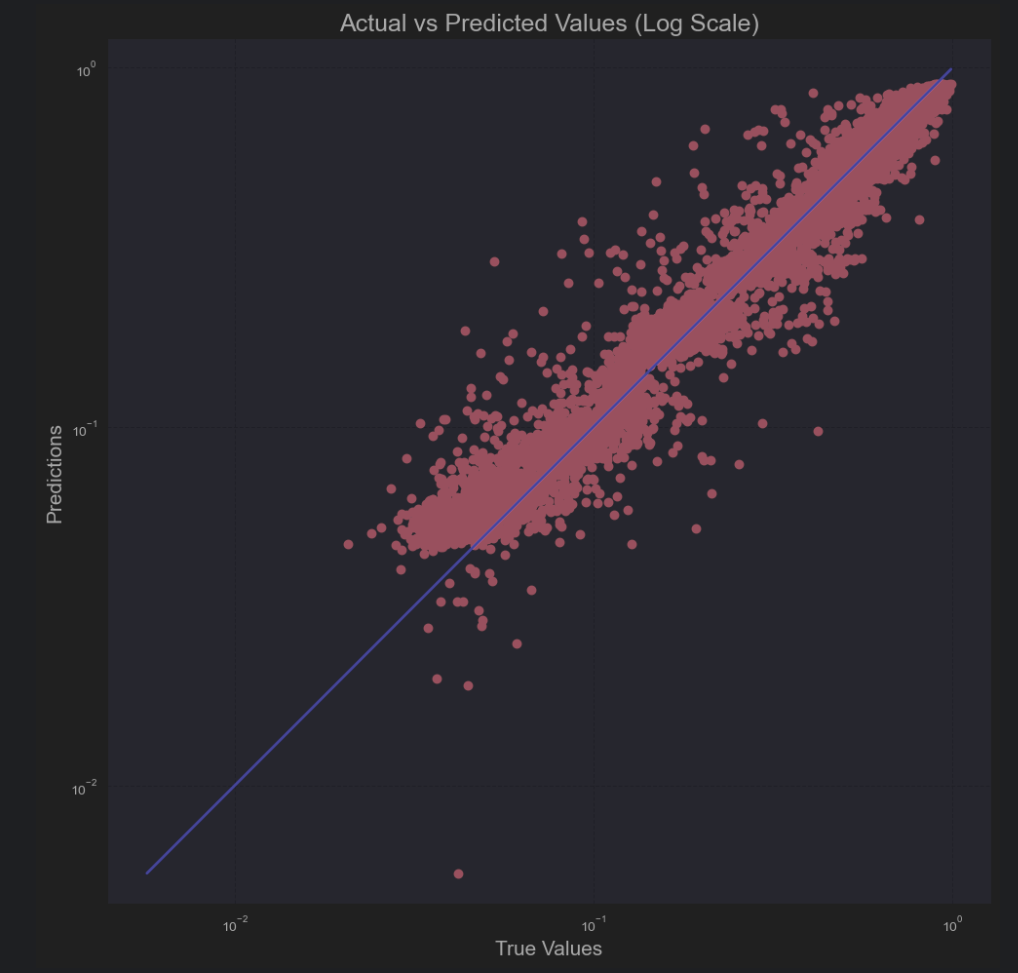 Actual vs Predicted Values (Log Scale)
10⁰
10⁻¹
Predictions
10⁻²
10⁻² 10⁻¹ 10⁰
True Values